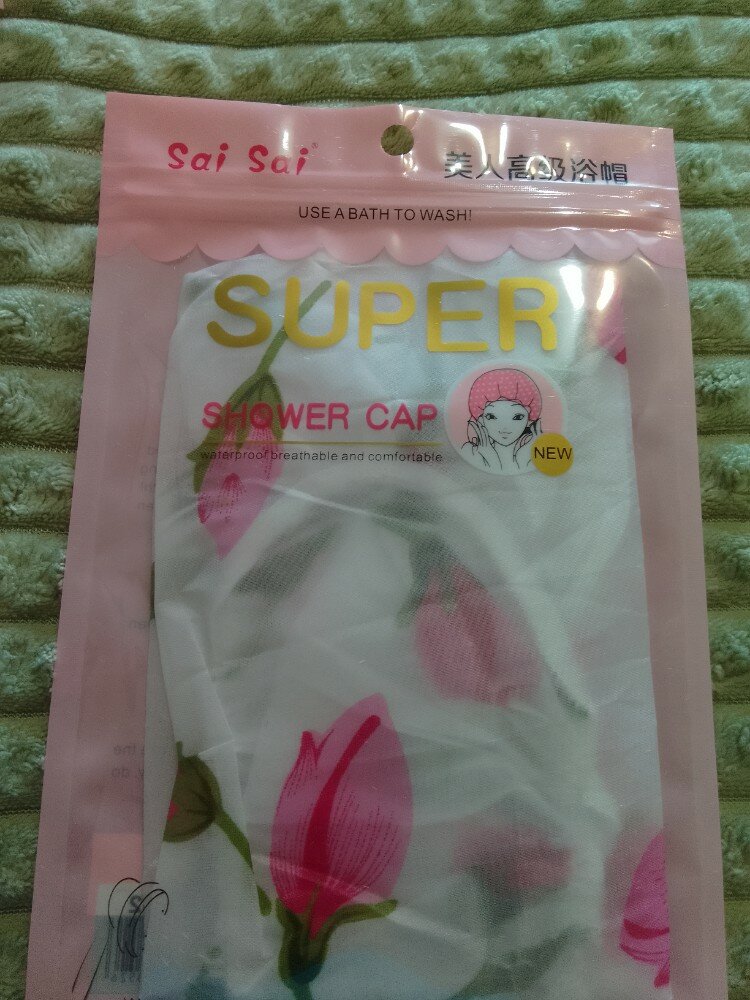 Sai Sai®
美人高级浴帽
USE A BATH TO WASH!
SUPER
SHOWER CAP
waterproof breathable and comfortable
NEW